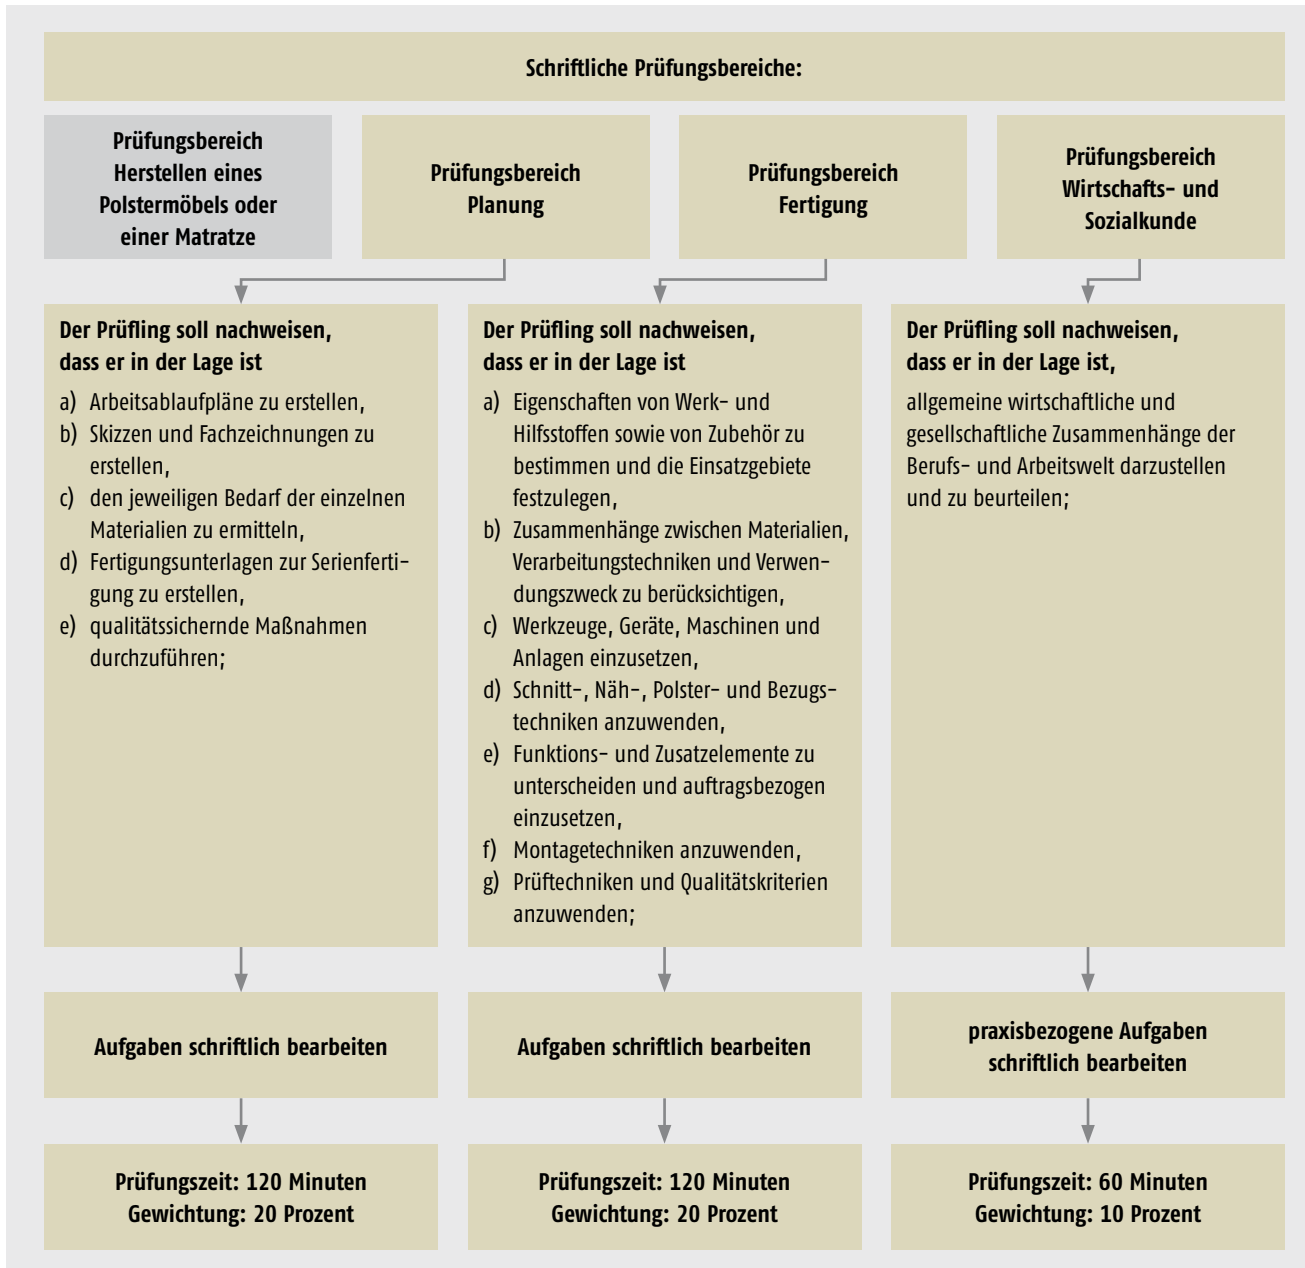 Schriftliche Prüfungsbereiche:
Prüfungsbereich
Herstellen eines
Polstermöbels oder
einer Matratze
Prüfungsbereich
Planung
Prüfungsbereich
Fertigung
Prüfungsbereich
Wirtschafts- und
Sozialkunde
Der Prüfling soll nachweisen,
dass er in der Lage ist
a) Arbeitsablaufpläne zu erstellen,
b) Skizzen und Fachzeichnungen zu
erstellen,
c) den jeweiligen Bedarf der einzelnen
Materialien zu ermitteln,
d) Fertigungsunterlagen zur Serienferti-
gung zu erstellen,
e) qualitätssichernde Maßnahmen
durchzuführen;
Der Prüfling soll nachweisen,
dass er in der Lage ist
a) Eigenschaften von Werk- und
Hilfsstoffen sowie von Zubehör zu
bestimmen und die Einsatzgebiete
festzulegen,
b) Zusammenhänge zwischen Materialien,
Verarbeitungstechniken und Verwen-
dungszweck zu berücksichtigen,
c) Werkzeuge, Geräte, Maschinen und
Anlagen einzusetzen,
d) Schnitt-, Näh-, Polster- und Bezugs-
techniken anzuwenden,
e) Funktions- und Zusatzelemente zu
unterscheiden und auftragsbezogen
einzusetzen,
f) Montagetechniken anzuwenden,
g) Prüftechniken und Qualitätskriterien
anzuwenden;
Der Prüfling soll nachweisen,
dass er in der Lage ist,
allgemeine wirtschaftliche und
gesellschaftliche Zusammenhänge der
Berufs- und Arbeitswelt darzustellen
und zu beurteilen;
Aufgaben schriftlich bearbeiten
Aufgaben schriftlich bearbeiten
praxisbezogene Aufgaben
schriftlich bearbeiten
Prüfungszeit: 120 Minuten
Gewichtung: 20 Prozent
Prüfungszeit: 120 Minuten
Gewichtung: 20 Prozent
Prüfungszeit: 60 Minuten
Gewichtung: 10 Prozent